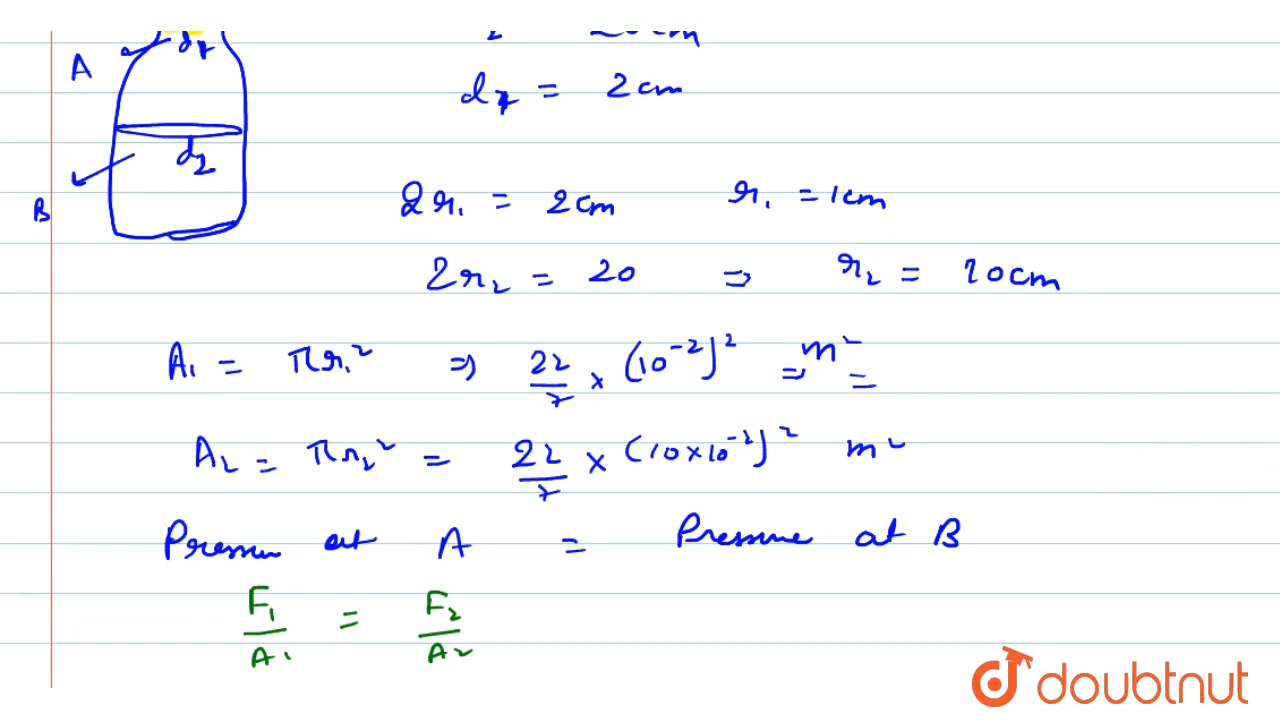 d1
A
d2
B
d1 = 2cm
2r1 = 2cm r1 = 1cm
2r2 = 20 ⇒ r2 = 10cm
A1 = πr1² ⇒ 22/7 × (10⁻²)² = m² =
A2 = πr2² = 22/7 × (10×10⁻²)² m²
Pressure at A = Pressure at B
F1/A1 = F2/A2
doubtnut